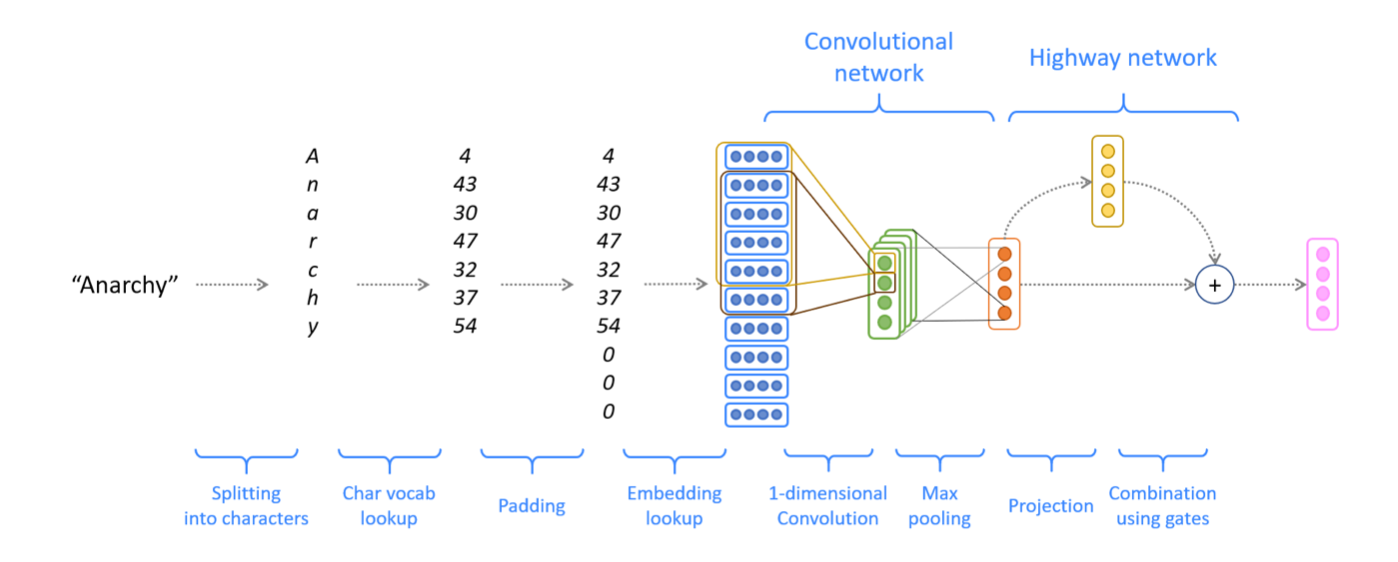 Convolutional
network
Highway network
A 4 4
n 43 43
a 30 30
r 47 47
c 32 32
“Anarchy”
h 37 37
y 54 54
0
0
0
+
Splitting
into characters
Char vocab
lookup
Padding
Embedding
lookup
1-dimensional
Convolution
Max
pooling
Projection
Combination
using gates